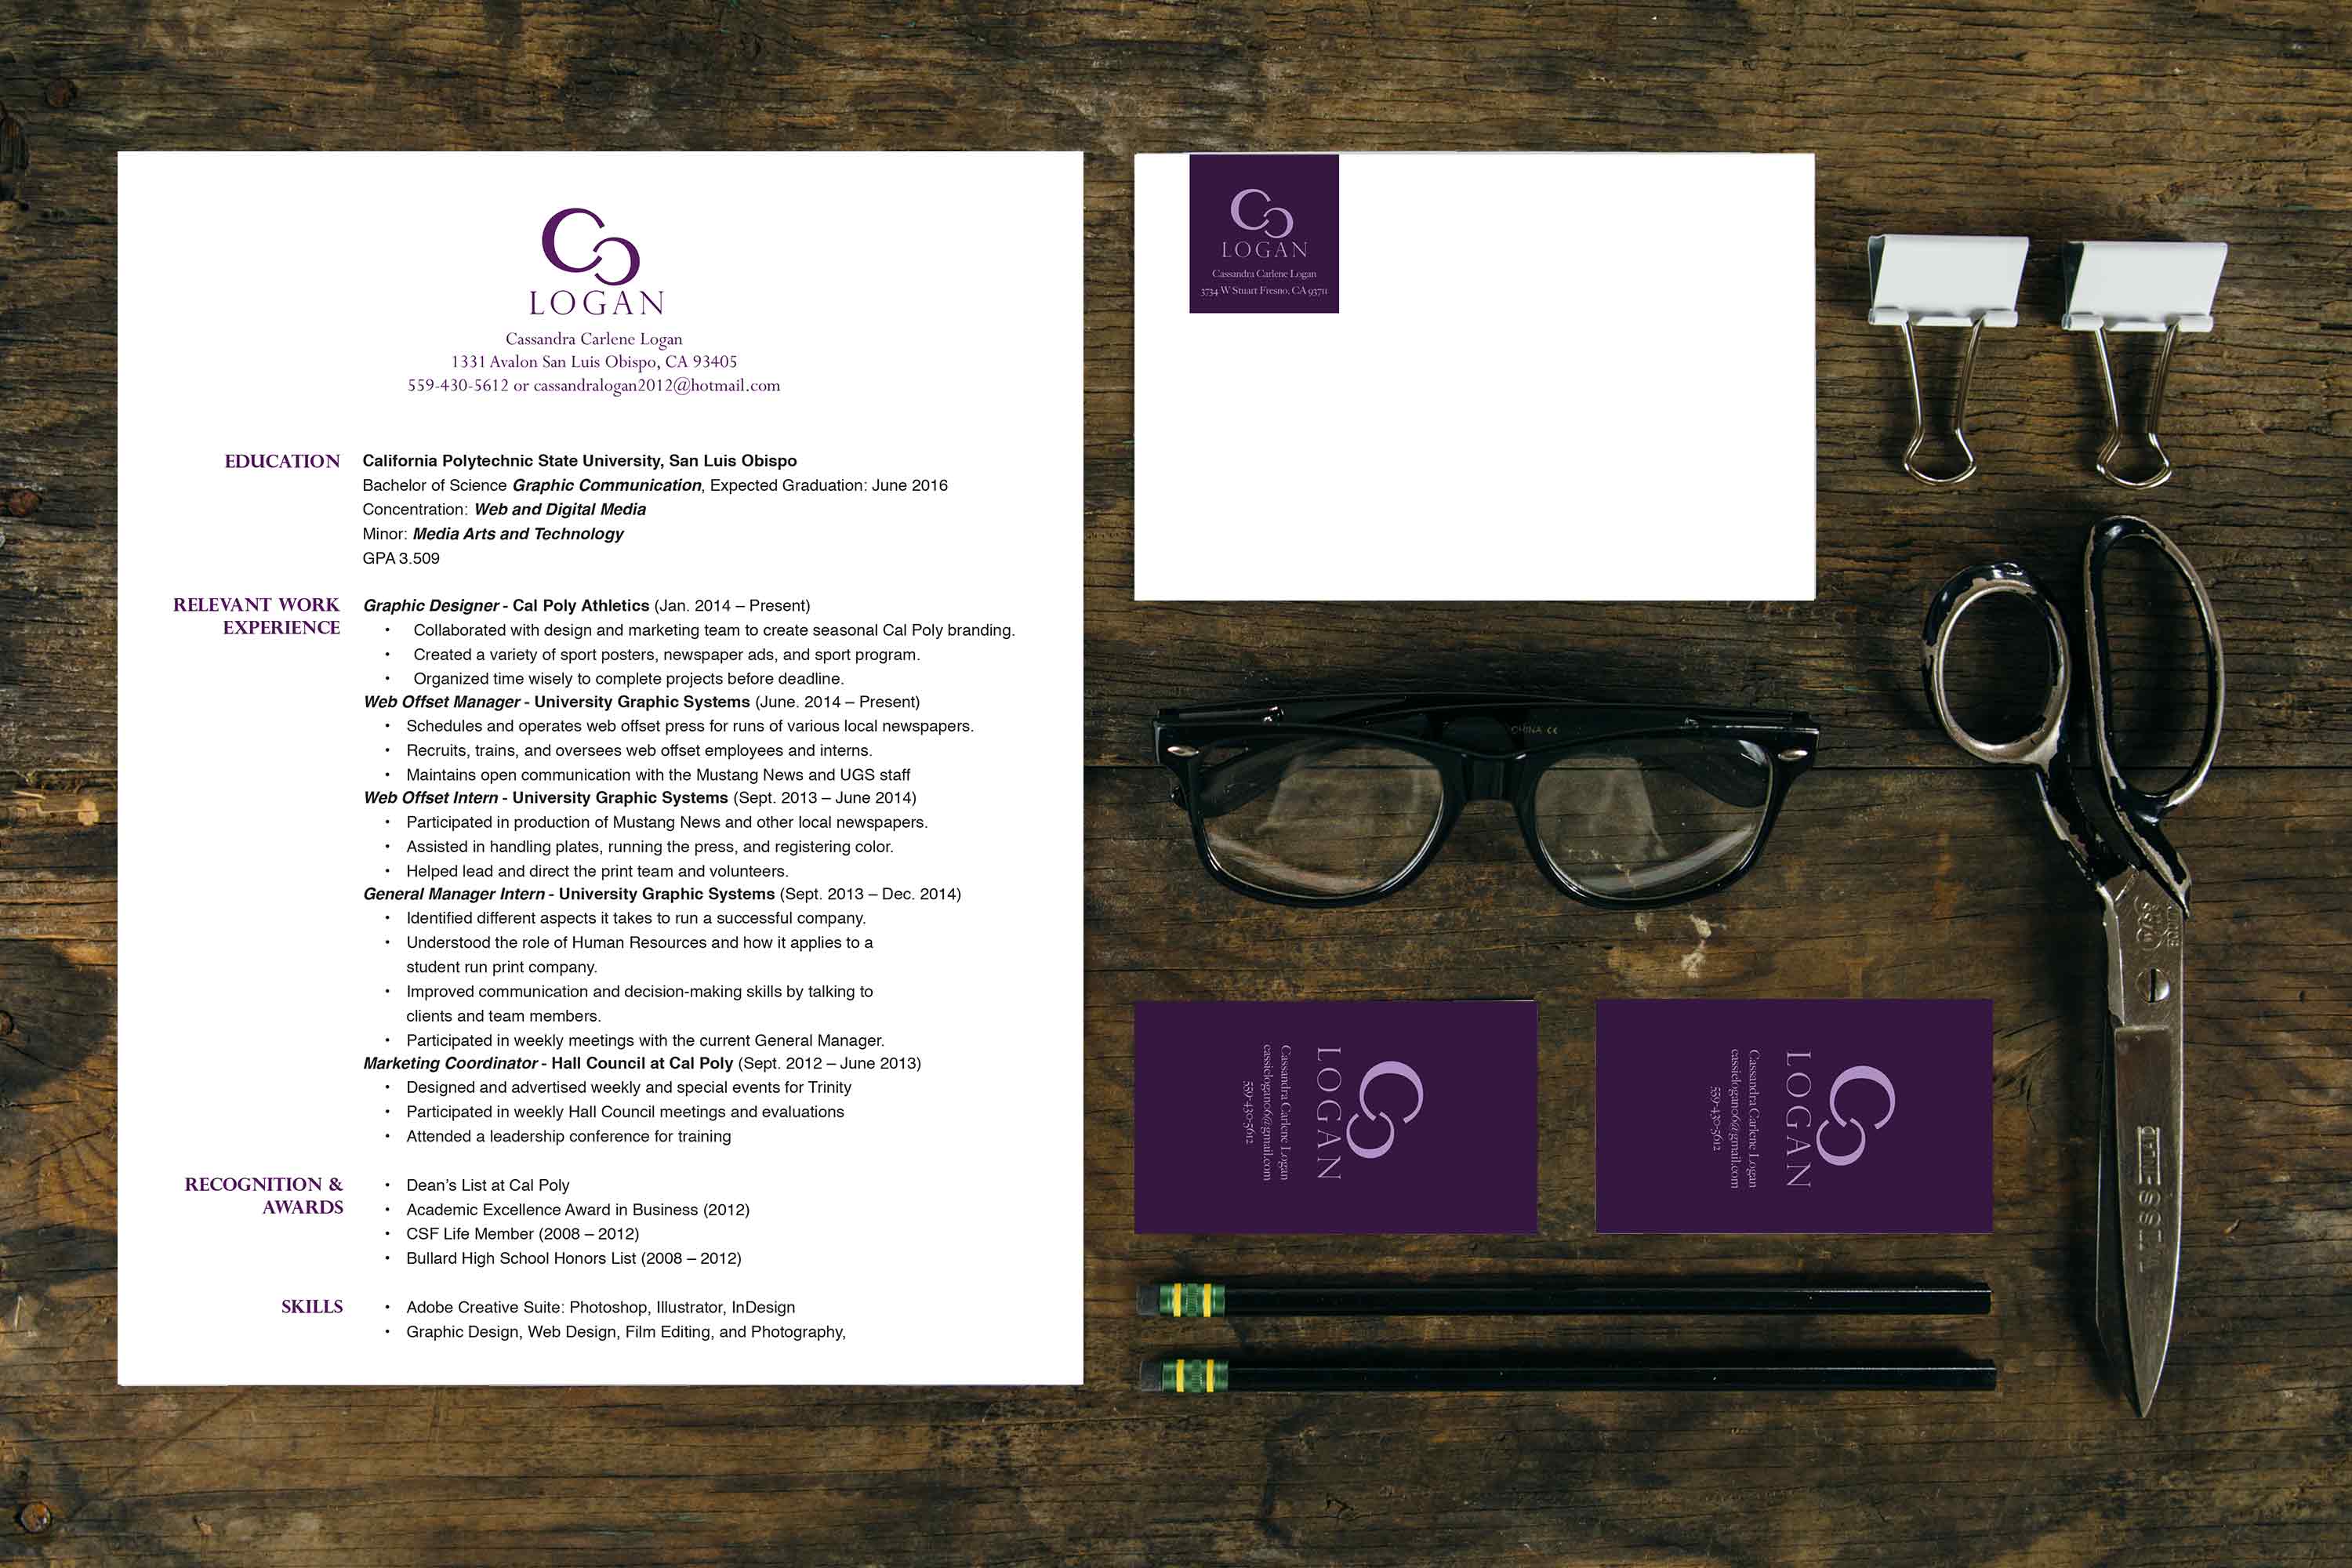 LOGAN
Cassandra Carlene Logan
1331 Avalon San Luis Obispo, CA 93405
559-430-5612 or cassandralogan2012@hotmail.com
EDUCATION
California Polytechnic State University, San Luis Obispo
Bachelor of Science Graphic Communication, Expected Graduation: June 2016
Concentration: Web and Digital Media
Minor: Media Arts and Technology
GPA 3.509
RELEVANT WORK
EXPERIENCE
Graphic Designer - Cal Poly Athletics (Jan. 2014 – Present)
• Collaborated with design and marketing team to create seasonal Cal Poly branding.
• Created a variety of sport posters, newspaper ads, and sport program.
• Organized time wisely to complete projects before deadline.
Web Offset Manager - University Graphic Systems (June. 2014 – Present)
• Schedules and operates web offset press for runs of various local newspapers.
• Recruits, trains, and oversees web offset employees and interns.
• Maintains open communication with the Mustang News and UGS staff
Web Offset Intern - University Graphic Systems (Sept. 2013 – June 2014)
• Participated in production of Mustang News and other local newspapers.
• Assisted in handling plates, running the press, and registering color.
• Helped lead and direct the print team and volunteers.
General Manager Intern - University Graphic Systems (Sept. 2013 – Dec. 2014)
• Identified different aspects it takes to run a successful company.
• Understood the role of Human Resources and how it applies to a
student run print company.
• Improved communication and decision-making skills by talking to
clients and team members.
• Participated in weekly meetings with the current General Manager.
Marketing Coordinator - Hall Council at Cal Poly (Sept. 2012 – June 2013)
• Designed and advertised weekly and special events for Trinity
• Participated in weekly Hall Council meetings and evaluations
• Attended a leadership conference for training
RECOGNITION &
AWARDS
• Dean's List at Cal Poly
• Academic Excellence Award in Business (2012)
• CSF Life Member (2008 – 2012)
• Bullard High School Honors List (2008 – 2012)
SKILLS
• Adobe Creative Suite: Photoshop, Illustrator, InDesign
• Graphic Design, Web Design, Film Editing, and Photography,
LOGAN
Cassandra Carlene Logan
3734 W Stuart Fresno, CA 93711
CHINA CE
LOGAN
Cassandra Carlene Logan
cassielogan06@gmail.com
559-430-5612
LOGAN
Cassandra Carlene Logan
cassielogan06@gmail.com
559-430-5612